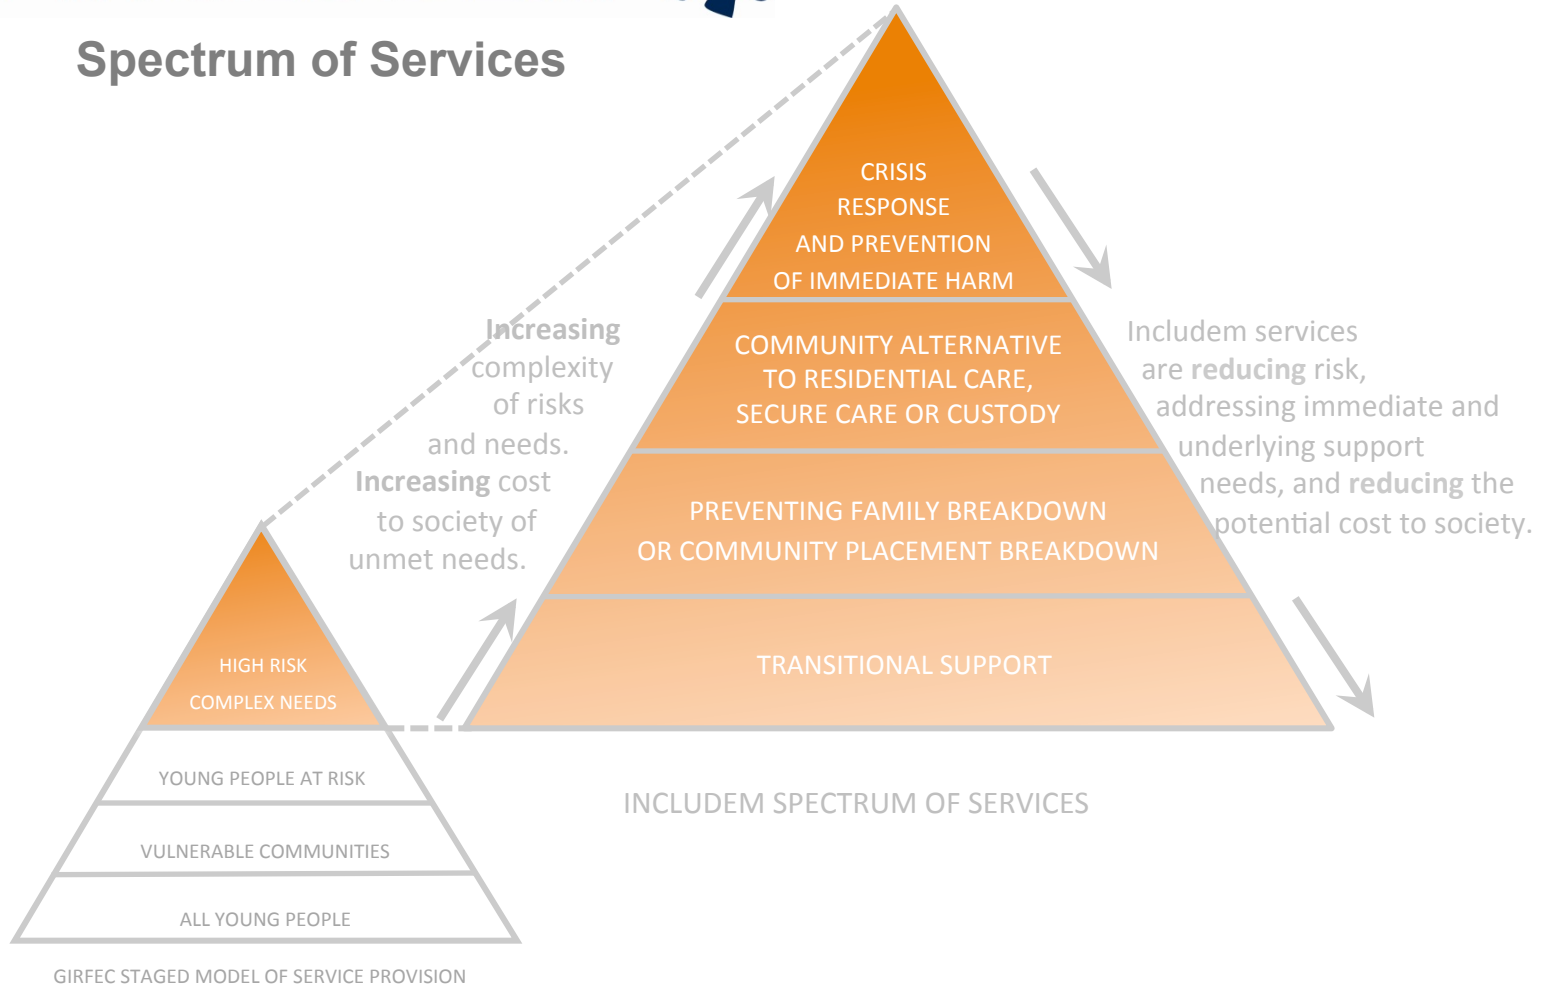 Spectrum of Services
CRISIS
RESPONSE
AND PREVENTION
OF IMMEDIATE HARM
COMMUNITY ALTERNATIVE
TO RESIDENTIAL CARE,
SECURE CARE OR CUSTODY
PREVENTING FAMILY BREAKDOWN
OR COMMUNITY PLACEMENT BREAKDOWN
TRANSITIONAL SUPPORT
Increasing
complexity
of risks
and needs.
Increasing cost
to society of
unmet needs.
Includem services
are reducing risk,
addressing immediate and
underlying support
needs, and reducing the
potential cost to society.
HIGH RISK
COMPLEX NEEDS
YOUNG PEOPLE AT RISK
VULNERABLE COMMUNITIES
ALL YOUNG PEOPLE
GIRFEC STAGED MODEL OF SERVICE PROVISION
INCLUDEM SPECTRUM OF SERVICES